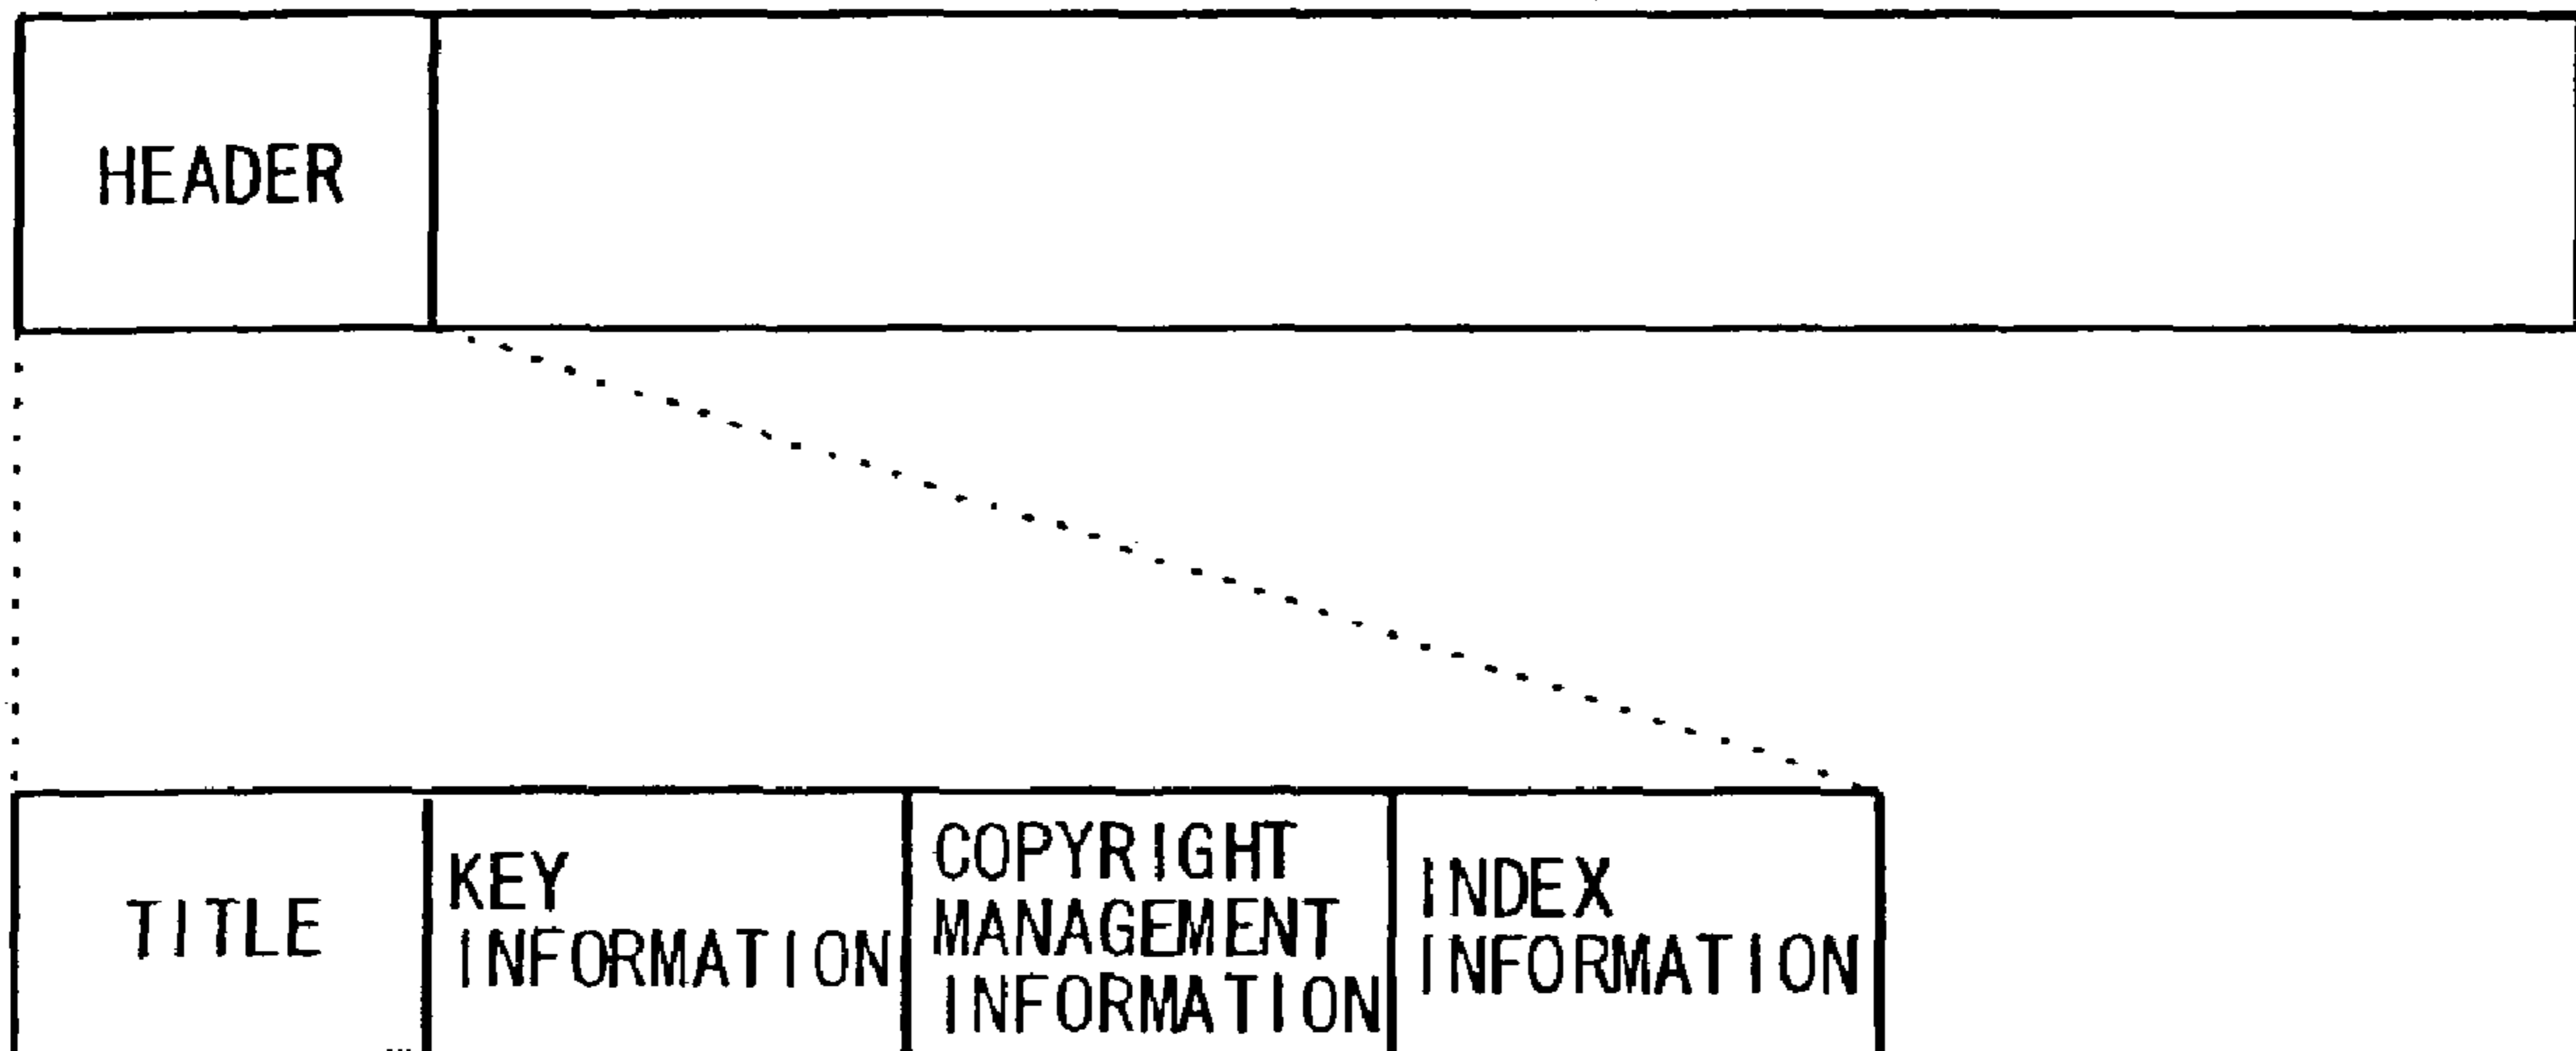 HEADER
TITLE
KEY
INFORMATION
COPYRIGHT
MANAGEMENT
INFORMATION
INDEX
INFORMATION